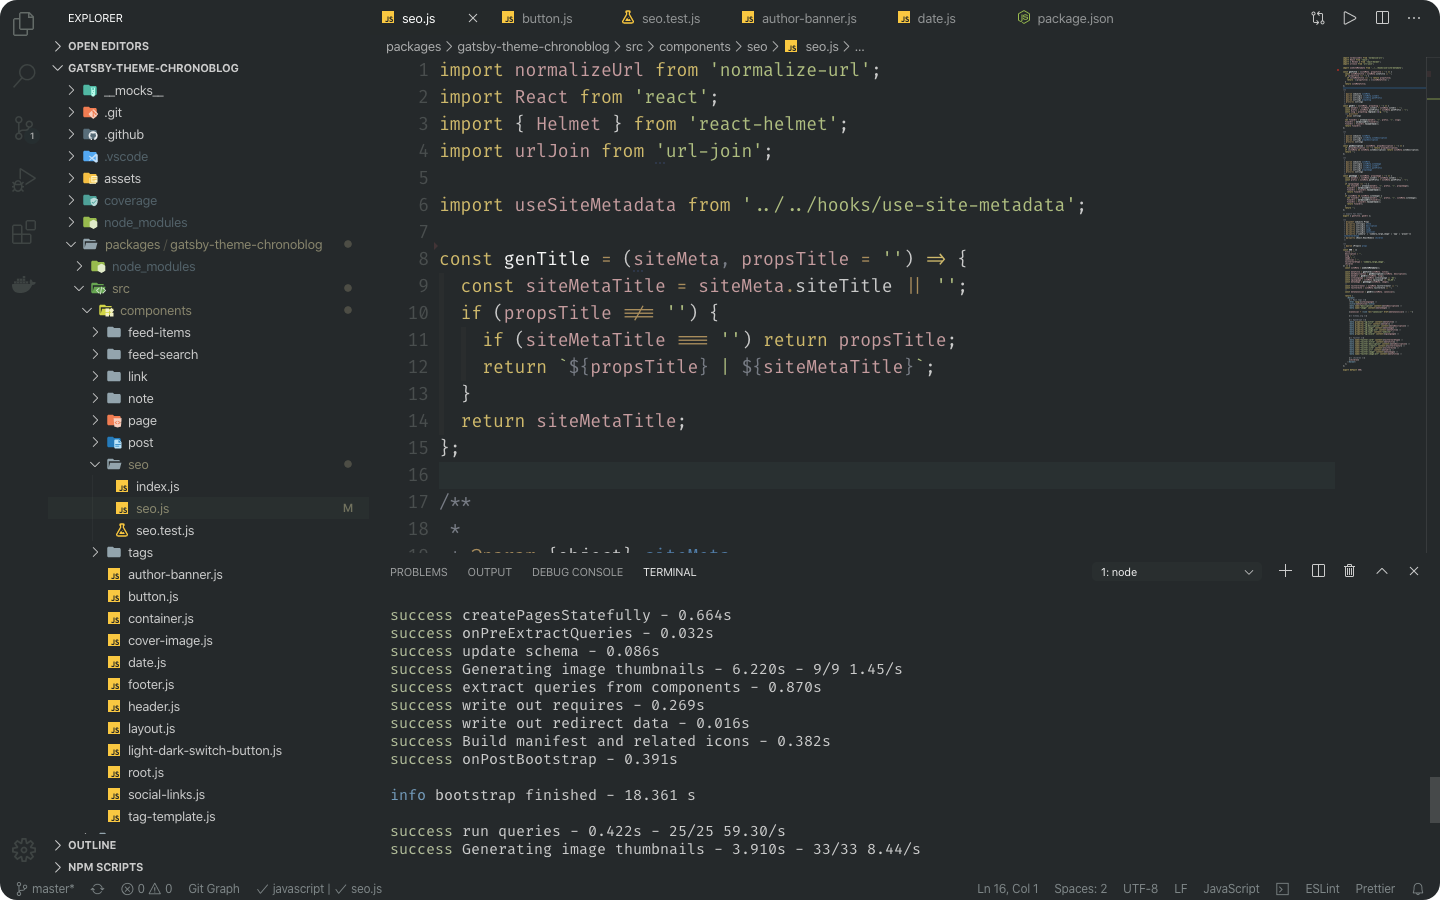 EXPLORER
OPEN EDITORS
GATSBY-THEME-CHRONOBLOG
__mocks__
.git
.github
1
.vscode
assets
coverage
node_modules
packages / gatsby-theme-chronoblog
node_modules
src
components
feed-items
feed-search
link
note
page
post
seo
index.js
seo.js M
seo.test.js
tags
author-banner.js
button.js
container.js
cover-image.js
date.js
footer.js
header.js
layout.js
light-dark-switch-button.js
root.js
social-links.js
tag-template.js
OUTLINE
NPM SCRIPTS
seo.js button.js seo.test.js author-banner.js date.js package.json
packages > gatsby-theme-chronoblog > src > components > seo > seo.js > ...
1 import normalizeUrl from 'normalize-url';
2 import React from 'react';
3 import { Helmet } from 'react-helmet';
4 import urlJoin from 'url-join';
5
6 import useSiteMetadata from '../../hooks/use-site-metadata';
7
8 const genTitle = (siteMeta, propsTitle = '') => {
9 const siteMetaTitle = siteMeta.siteTitle || '';
10 if (propsTitle !== '') {
11 if (siteMetaTitle === '') return propsTitle;
12 return `${propsTitle} | ${siteMetaTitle}`;
13 }
14 return siteMetaTitle;
15 };
16
17 /**
18 *
19 * @param {object} siteMeta
PROBLEMS OUTPUT DEBUG CONSOLE TERMINAL 1: node
success createPagesStatefully - 0.664s
success onPreExtractQueries - 0.032s
success update schema - 0.086s
success Generating image thumbnails - 6.220s - 9/9 1.45/s
success extract queries from components - 0.870s
success write out requires - 0.269s
success write out redirect data - 0.016s
success Build manifest and related icons - 0.382s
success onPostBootstrap - 0.391s
info bootstrap finished - 18.361 s
success run queries - 0.422s - 25/25 59.30/s
success Generating image thumbnails - 3.910s - 33/33 8.44/s
master* 0 0 Git Graph javascript | seo.js Ln 16, Col 1 Spaces: 2 UTF-8 LF JavaScript ESLint Prettier